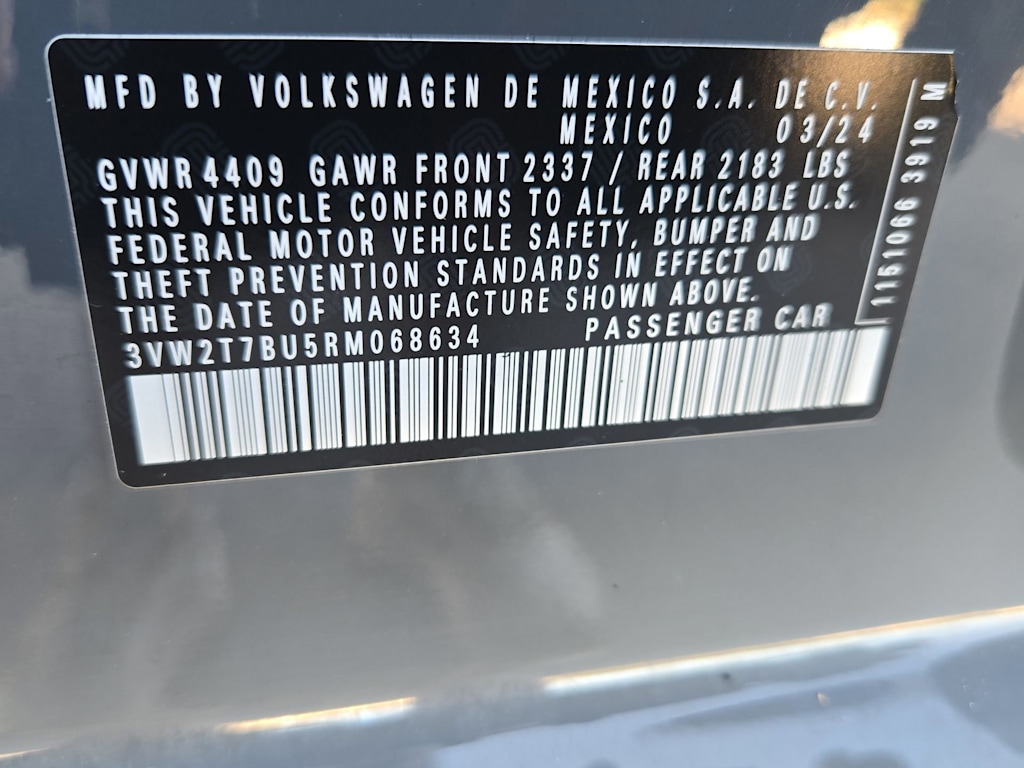 MFD BY VOLKSWAGEN DE MEXICO S.A. DE C.V.
MEXICO 03/24
GVWR 4409 GAWR FRONT 2337 / REAR 2183 LBS
THIS VEHICLE CONFORMS TO ALL APPLICABLE U.S.
FEDERAL MOTOR VEHICLE SAFETY, BUMPER AND
THEFT PREVENTION STANDARDS IN EFFECT ON
THE DATE OF MANUFACTURE SHOWN ABOVE.
3VW2T7BU5RM068634 PASSENGER CAR
1151066 3919 M